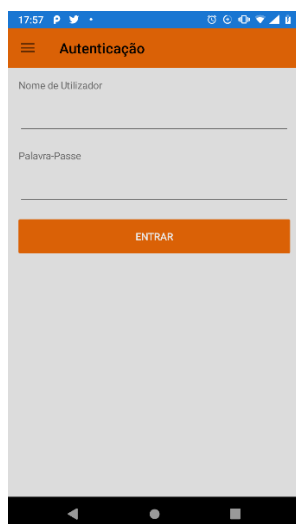 17:57
Autenticação
Nome de Utilizador
Palavra-Passe
ENTRAR